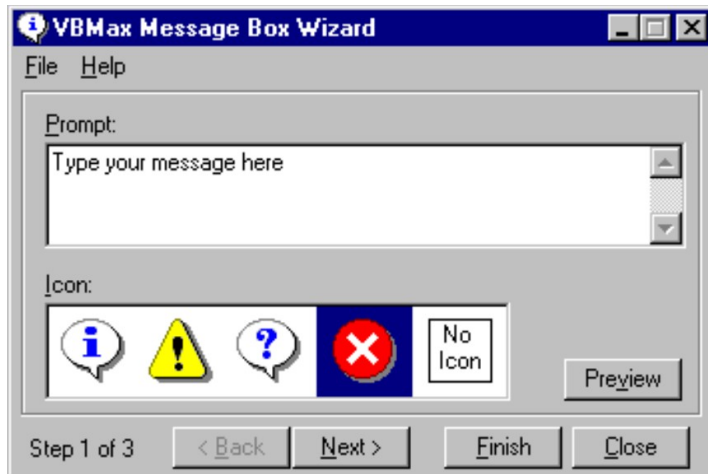 VBMax Message Box Wizard
File Help
Prompt:
Type your message here
Icon:
No
Icon
Preview
Step 1 of 3 < Back Next > Finish Close